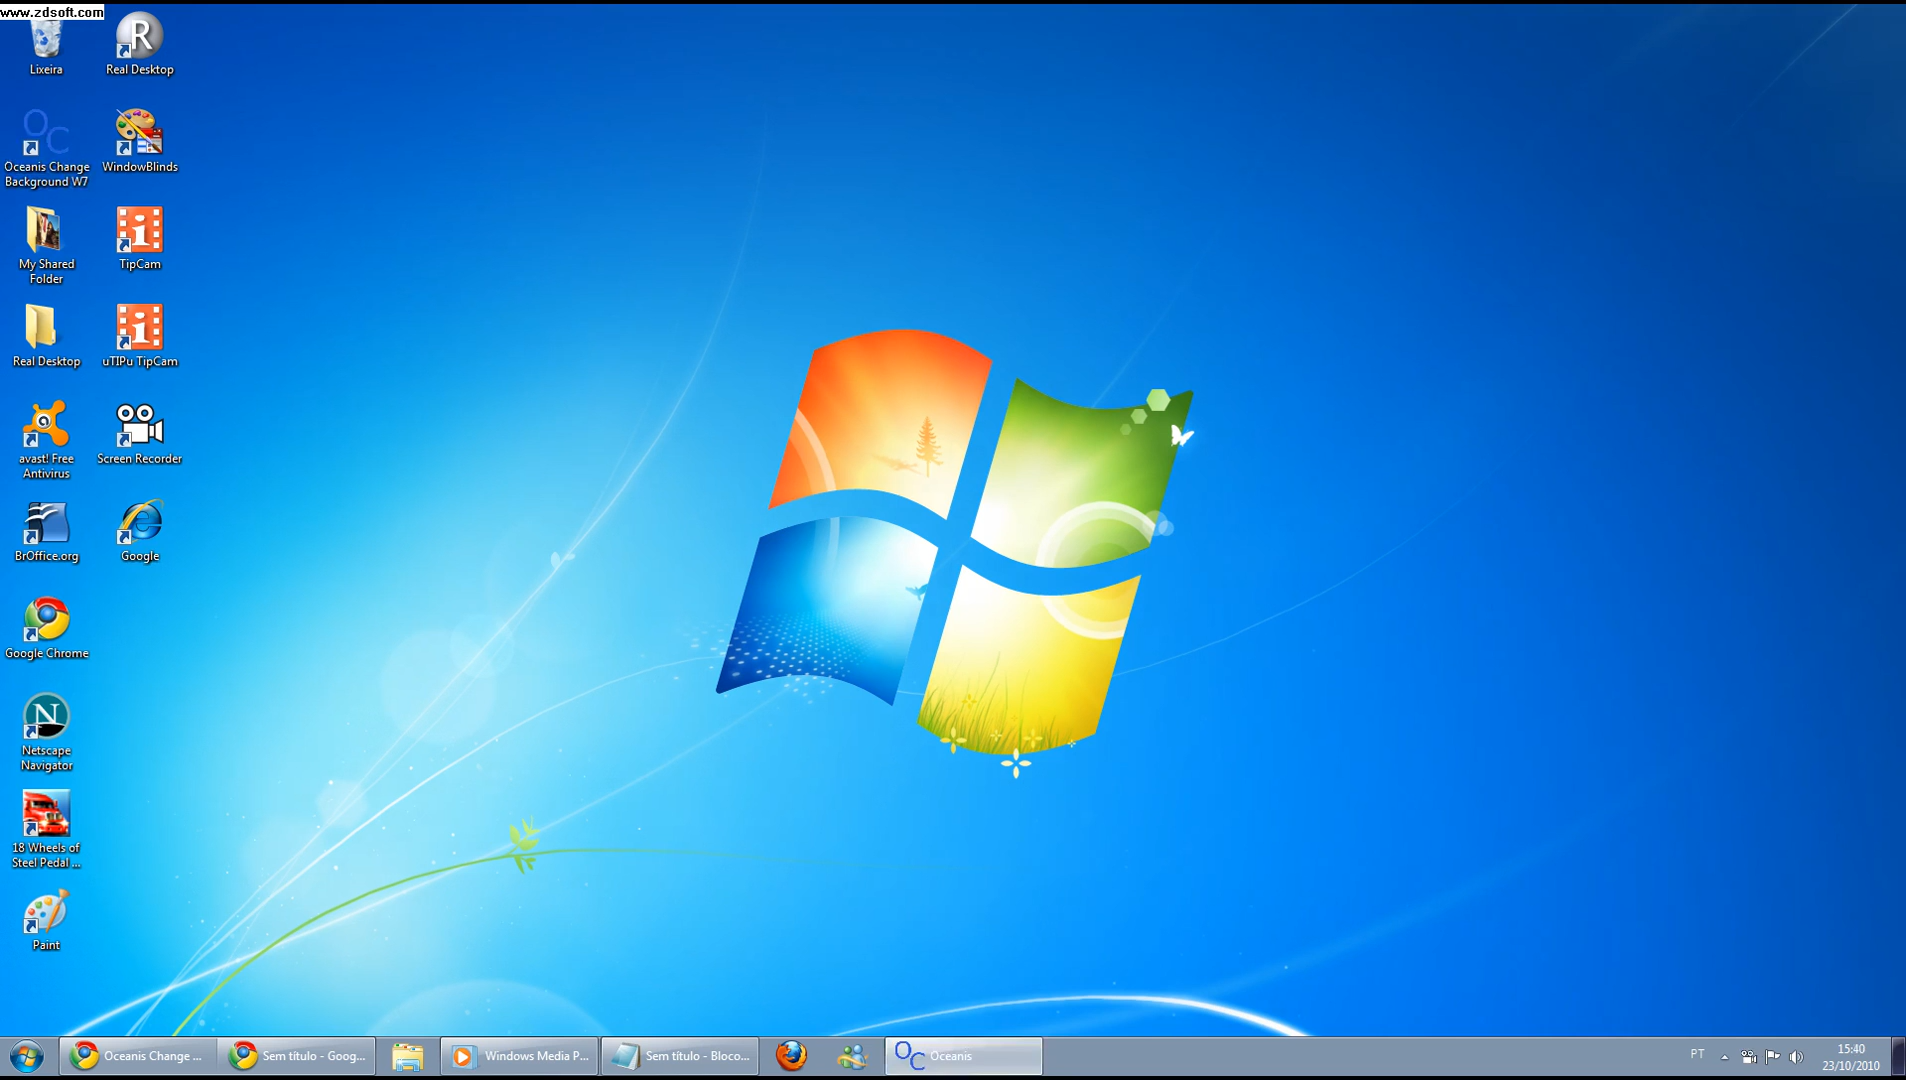 www.zdsoft.com
Lixeira
Real Desktop
Oceanis Change
Background W7
WindowBlinds
My Shared
Folder
TipCam
Real Desktop
uTIPu TipCam
avast! Free
Antivirus
Screen Recorder
BrOffice.org
Google
Google Chrome
Netscape
Navigator
18 Wheels of
Steel Pedal ...
Paint
Oceanis Change ...
Sem título - Goog...
Windows Media P...
Sem título - Bloco...
Oceanis
PT
15:40
23/10/2010